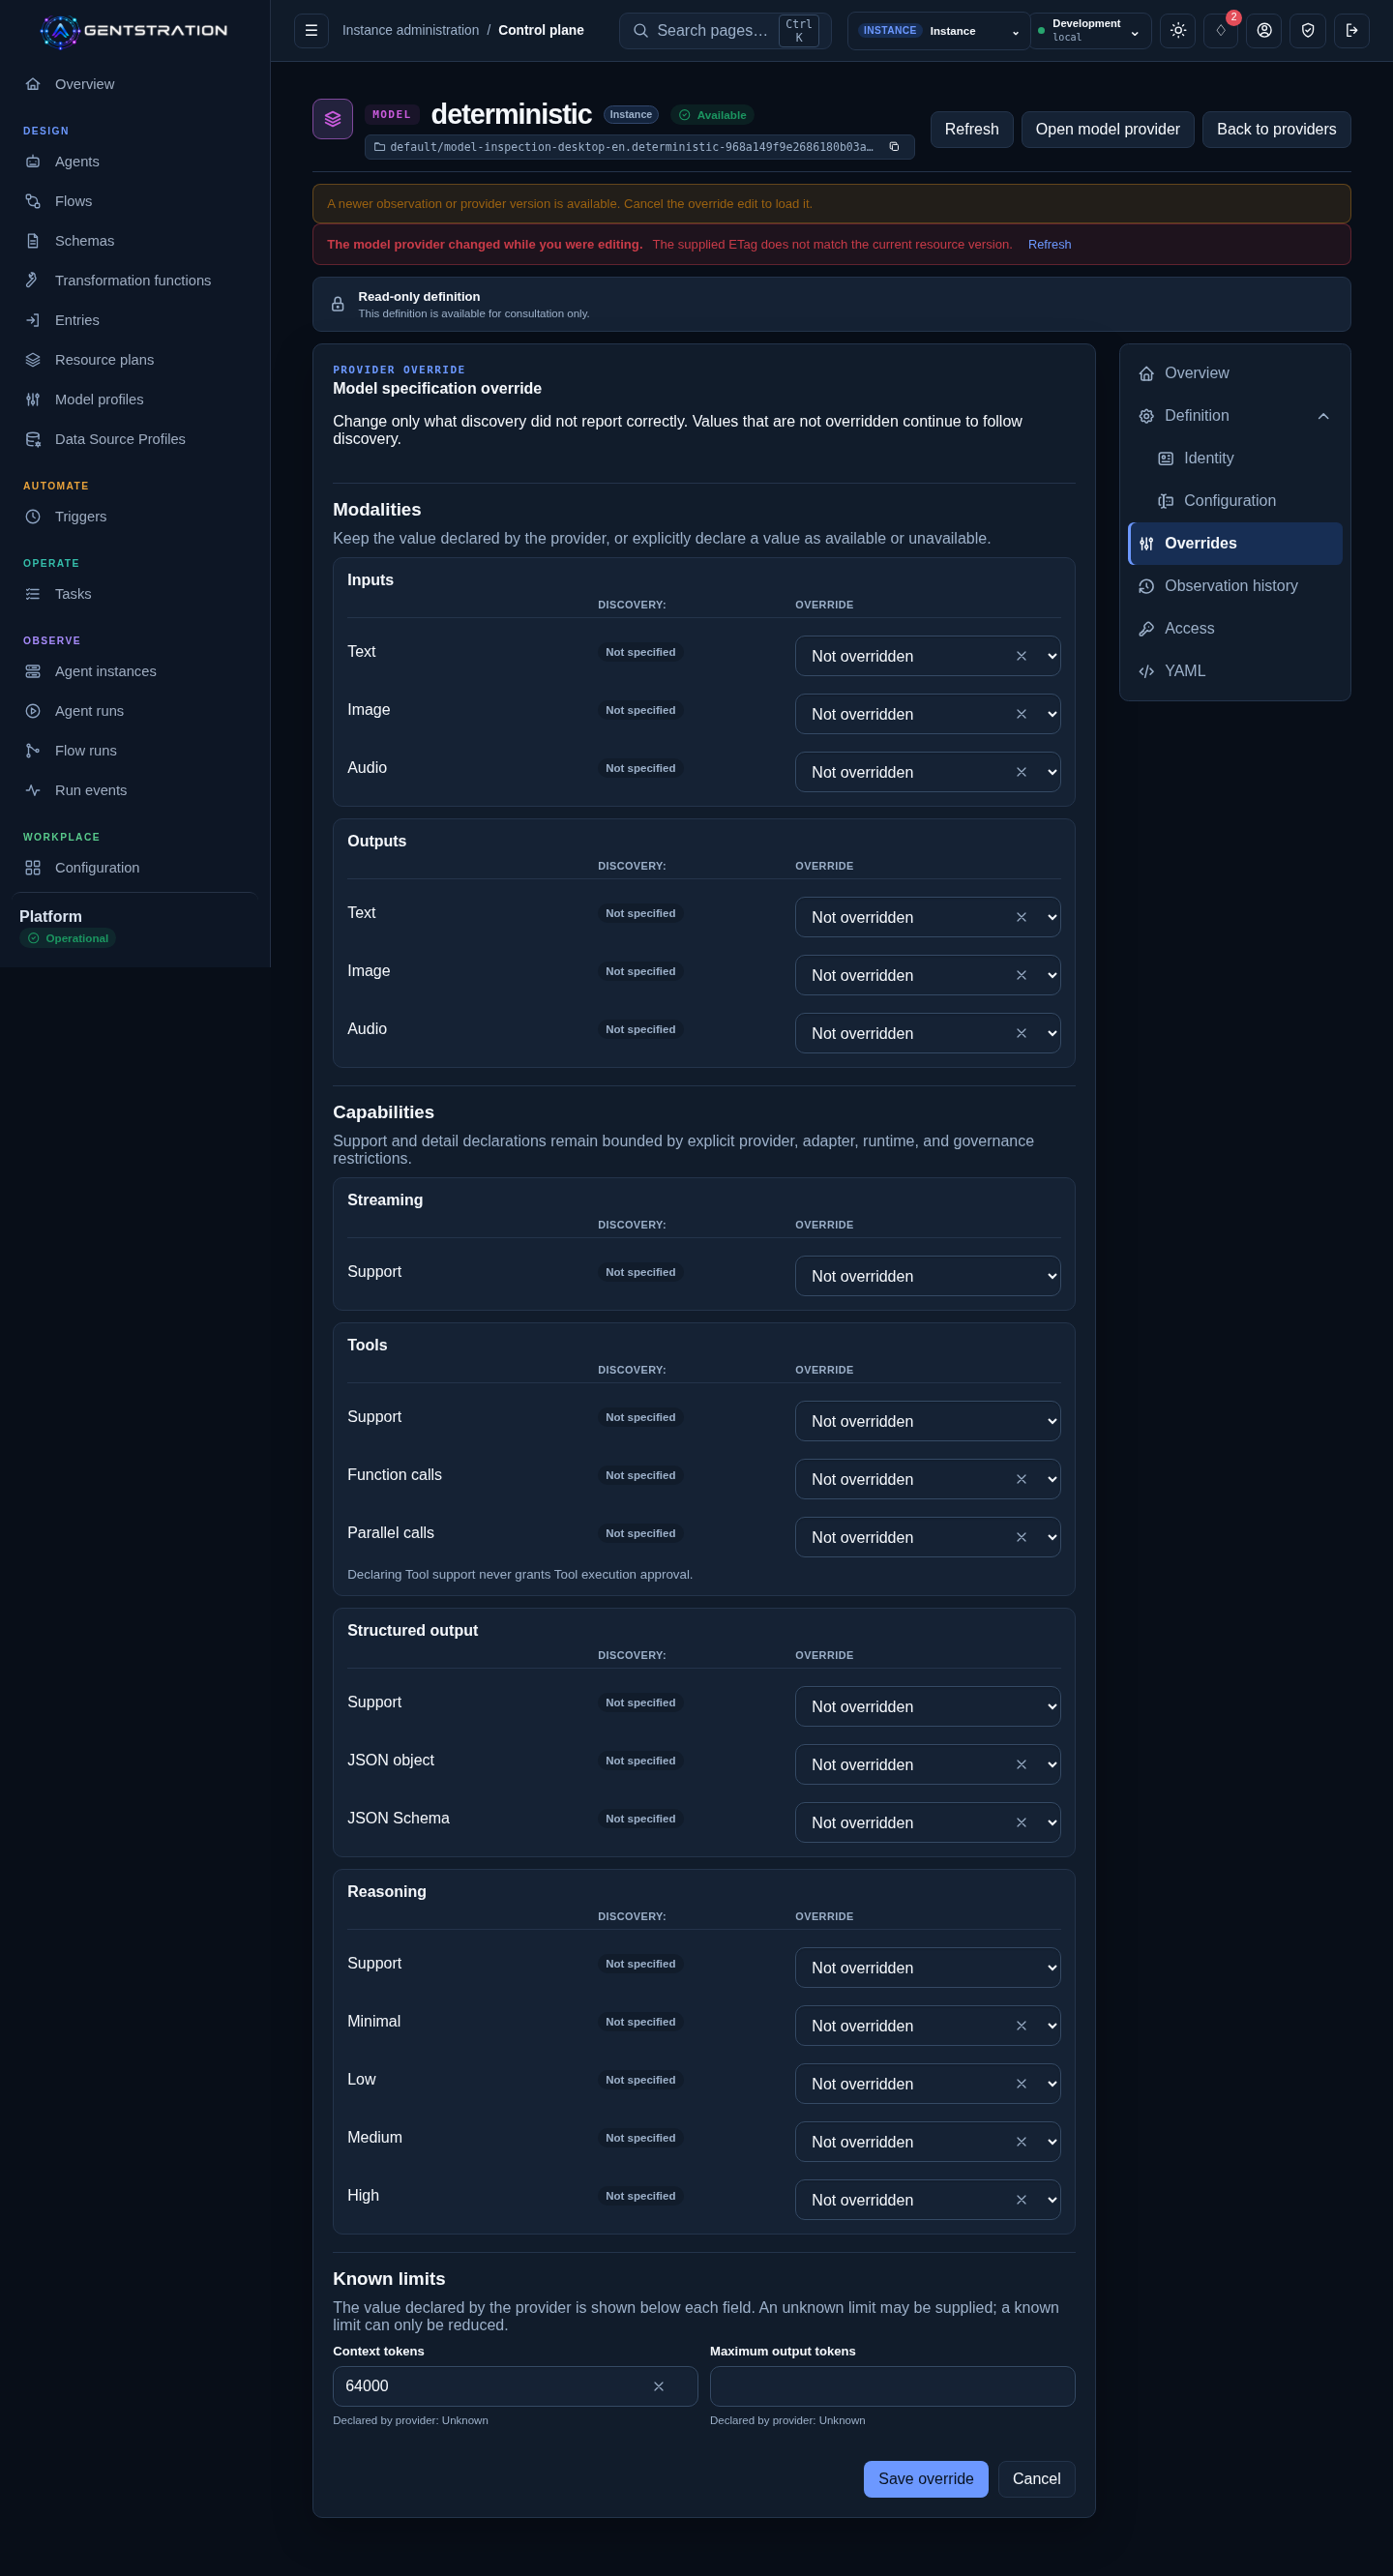 GENTSTRATION
☰
Instance administration / Control plane
Search pages…
Ctrl K
INSTANCE Instance
Development
local
2
Overview
DESIGN
Agents
Flows
Schemas
Transformation functions
Entries
Resource plans
Model profiles
Data Source Profiles
AUTOMATE
Triggers
OPERATE
Tasks
OBSERVE
Agent instances
Agent runs
Flow runs
Run events
WORKPLACE
Configuration
Platform
Operational
MODEL deterministic Instance Available
default/model-inspection-desktop-en.deterministic-968a149f9e2686180b03a…
Refresh
Open model provider
Back to providers
A newer observation or provider version is available. Cancel the override edit to load it.
The model provider changed while you were editing. The supplied ETag does not match the current resource version. Refresh
Read-only definition
This definition is available for consultation only.
PROVIDER OVERRIDE
Model specification override
Change only what discovery did not report correctly. Values that are not overridden continue to follow
discovery.
Modalities
Keep the value declared by the provider, or explicitly declare a value as available or unavailable.
Inputs
DISCOVERY: OVERRIDE
Text Not specified Not overridden
Image Not specified Not overridden
Audio Not specified Not overridden
Outputs
DISCOVERY: OVERRIDE
Text Not specified Not overridden
Image Not specified Not overridden
Audio Not specified Not overridden
Capabilities
Support and detail declarations remain bounded by explicit provider, adapter, runtime, and governance
restrictions.
Streaming
DISCOVERY: OVERRIDE
Support Not specified Not overridden
Tools
DISCOVERY: OVERRIDE
Support Not specified Not overridden
Function calls Not specified Not overridden
Parallel calls Not specified Not overridden
Declaring Tool support never grants Tool execution approval.
Structured output
DISCOVERY: OVERRIDE
Support Not specified Not overridden
JSON object Not specified Not overridden
JSON Schema Not specified Not overridden
Reasoning
DISCOVERY: OVERRIDE
Support Not specified Not overridden
Minimal Not specified Not overridden
Low Not specified Not overridden
Medium Not specified Not overridden
High Not specified Not overridden
Known limits
The value declared by the provider is shown below each field. An unknown limit may be supplied; a known
limit can only be reduced.
Context tokens
Maximum output tokens
64000
Declared by provider: Unknown
Declared by provider: Unknown
Save override
Cancel
Overview
Definition
Identity
Configuration
Overrides
Observation history
Access
YAML